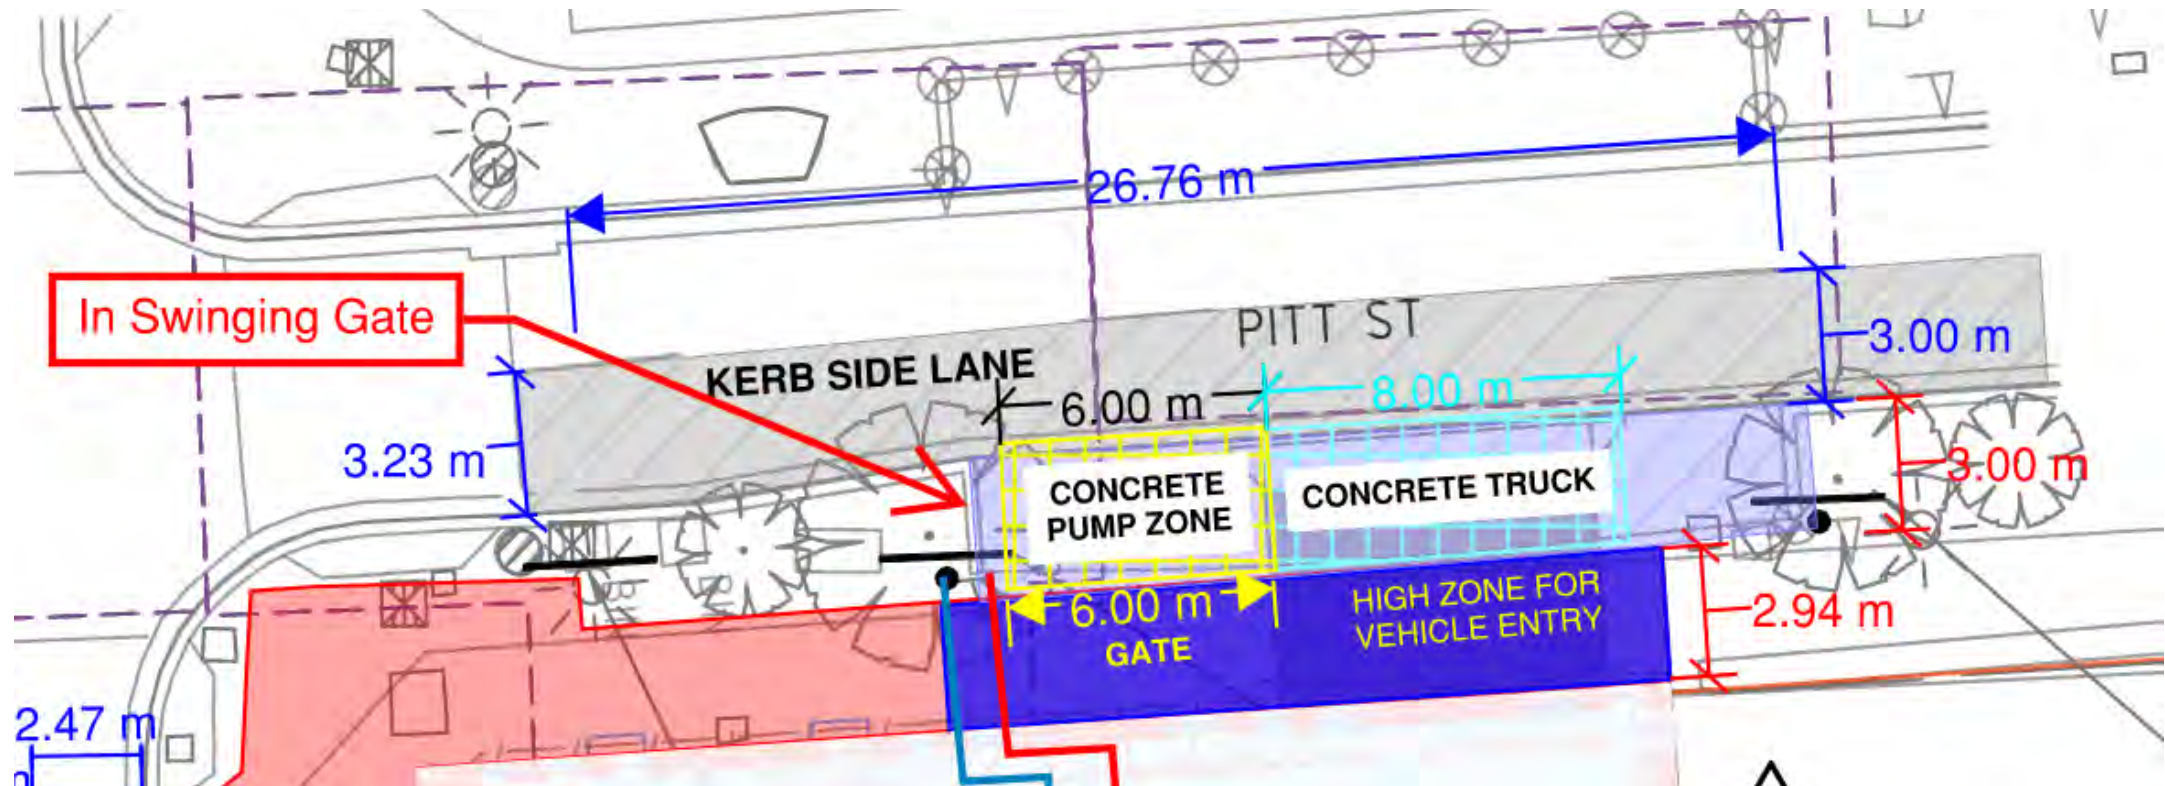 26.76 m
In Swinging Gate
PITT ST
3.00 m
KERB SIDE LANE
6.00 m
8.00 m
3.23 m
3.00 m
CONCRETE
PUMP ZONE
CONCRETE TRUCK
6.00 m
GATE
HIGH ZONE FOR
VEHICLE ENTRY
2.94 m
2.47 m